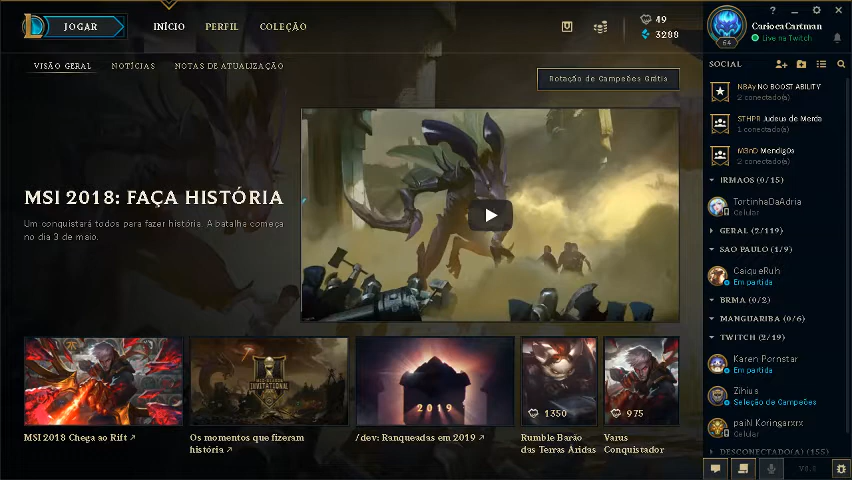 JOGAR
INÍCIO
PERFIL
COLEÇÃO
49
3288
?
64
CariocaCartman
Live na Twitch
VISÃO GERAL
NOTÍCIAS
NOTAS DE ATUALIZAÇÃO
Rotação de Campeões Grátis
MSI 2018: FAÇA HISTÓRIA
Um conquistará todos para fazer história. A batalha começa
no dia 3 de maio.
2019
1350
975
MSI 2018 Chega ao Rift
Os momentos que fizeram
história
/dev: Ranqueadas em 2019
Rumble Barão
das Terras Áridas
Varus
Conquistador
SOCIAL
NBAy NO BOOST ABILITY
2 conectado(s)
STHPR Judeus de Merda
1 conectado(s)
M3nD Mendig0s
2 conectado(s)
IRMAOS (0/15)
TortinhaDaAdria
Celular
GERAL (2/119)
SAO PAULO (1/9)
CaiqueRuh
Em partida
BRMA (0/2)
MANGUARIBA (0/6)
TWITCH (2/19)
Karen Pornstar
Em partida
Zihius
Seleção de Campeões
paiN Koringarxrx
Celular
DESCONECTADO(A) (155)